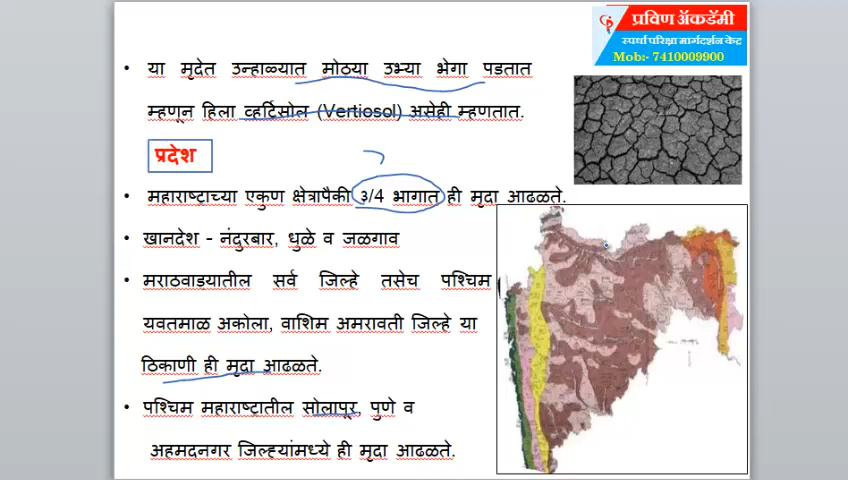 प्रविण ॲकडॅमी
स्पर्धा परिक्षा मार्गदर्शन केंद्र
Mob:- 7410009900
• या मृदेत उन्हाळ्यात मोठया उभ्या भेगा पडतात
म्हणून हिला व्हर्टिसोल (Vertiosol) असेही म्हणतात.
प्रदेश
• महाराष्ट्राच्या एकुण क्षेत्रापैकी ३/4 भागात ही मृदा आढळते.
• खानदेश - नंदुरबार, धुळे व जळगाव
• मराठवाडयातील सर्व जिल्हे तसेच पश्चिम
यवतमाळ अकोला, वाशिम अमरावती जिल्हे या
ठिकाणी ही मृदा आढळते.
• पश्चिम महाराष्ट्रातील सोलापूर, पुणे व
अहमदनगर जिल्ह्यांमध्ये ही मृदा आढळते.